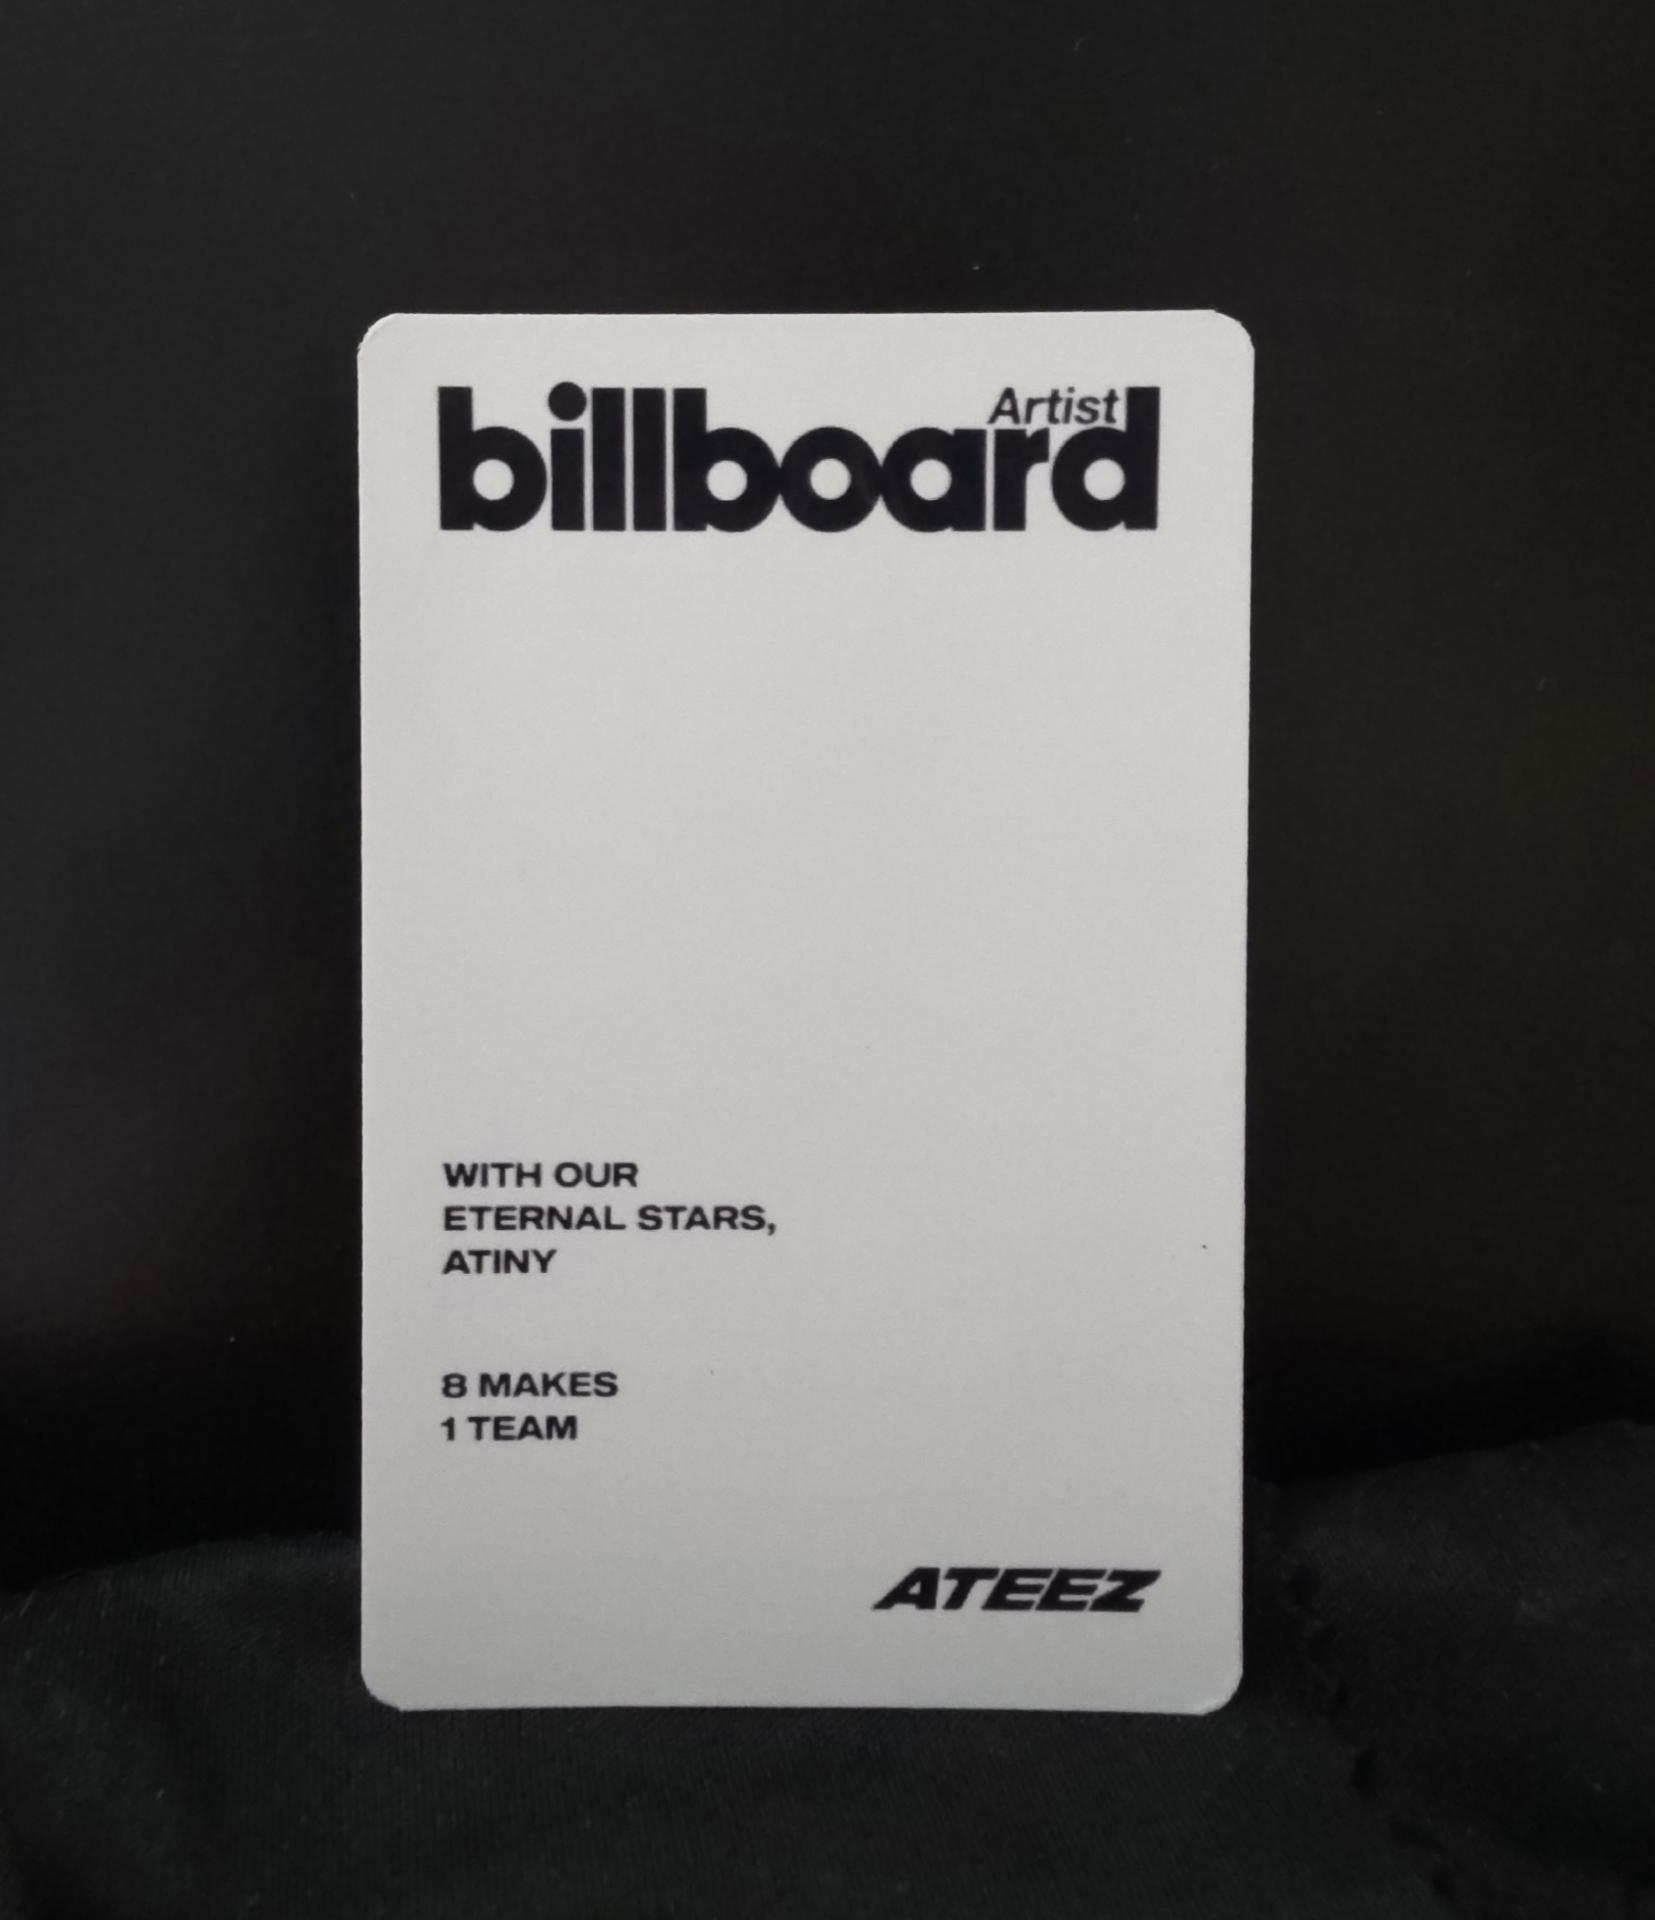 billboard
Artist
WITH OUR
ETERNAL STARS,
ATINY
8 MAKES
1 TEAM
ATEEZ